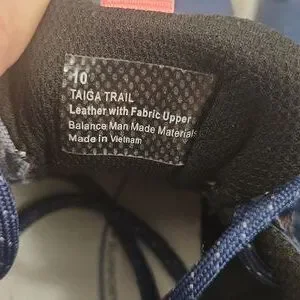 10
TAIGA TRAIL
Leather with Fabric Upper
Balance Man Made Materials
Made in Vietnam